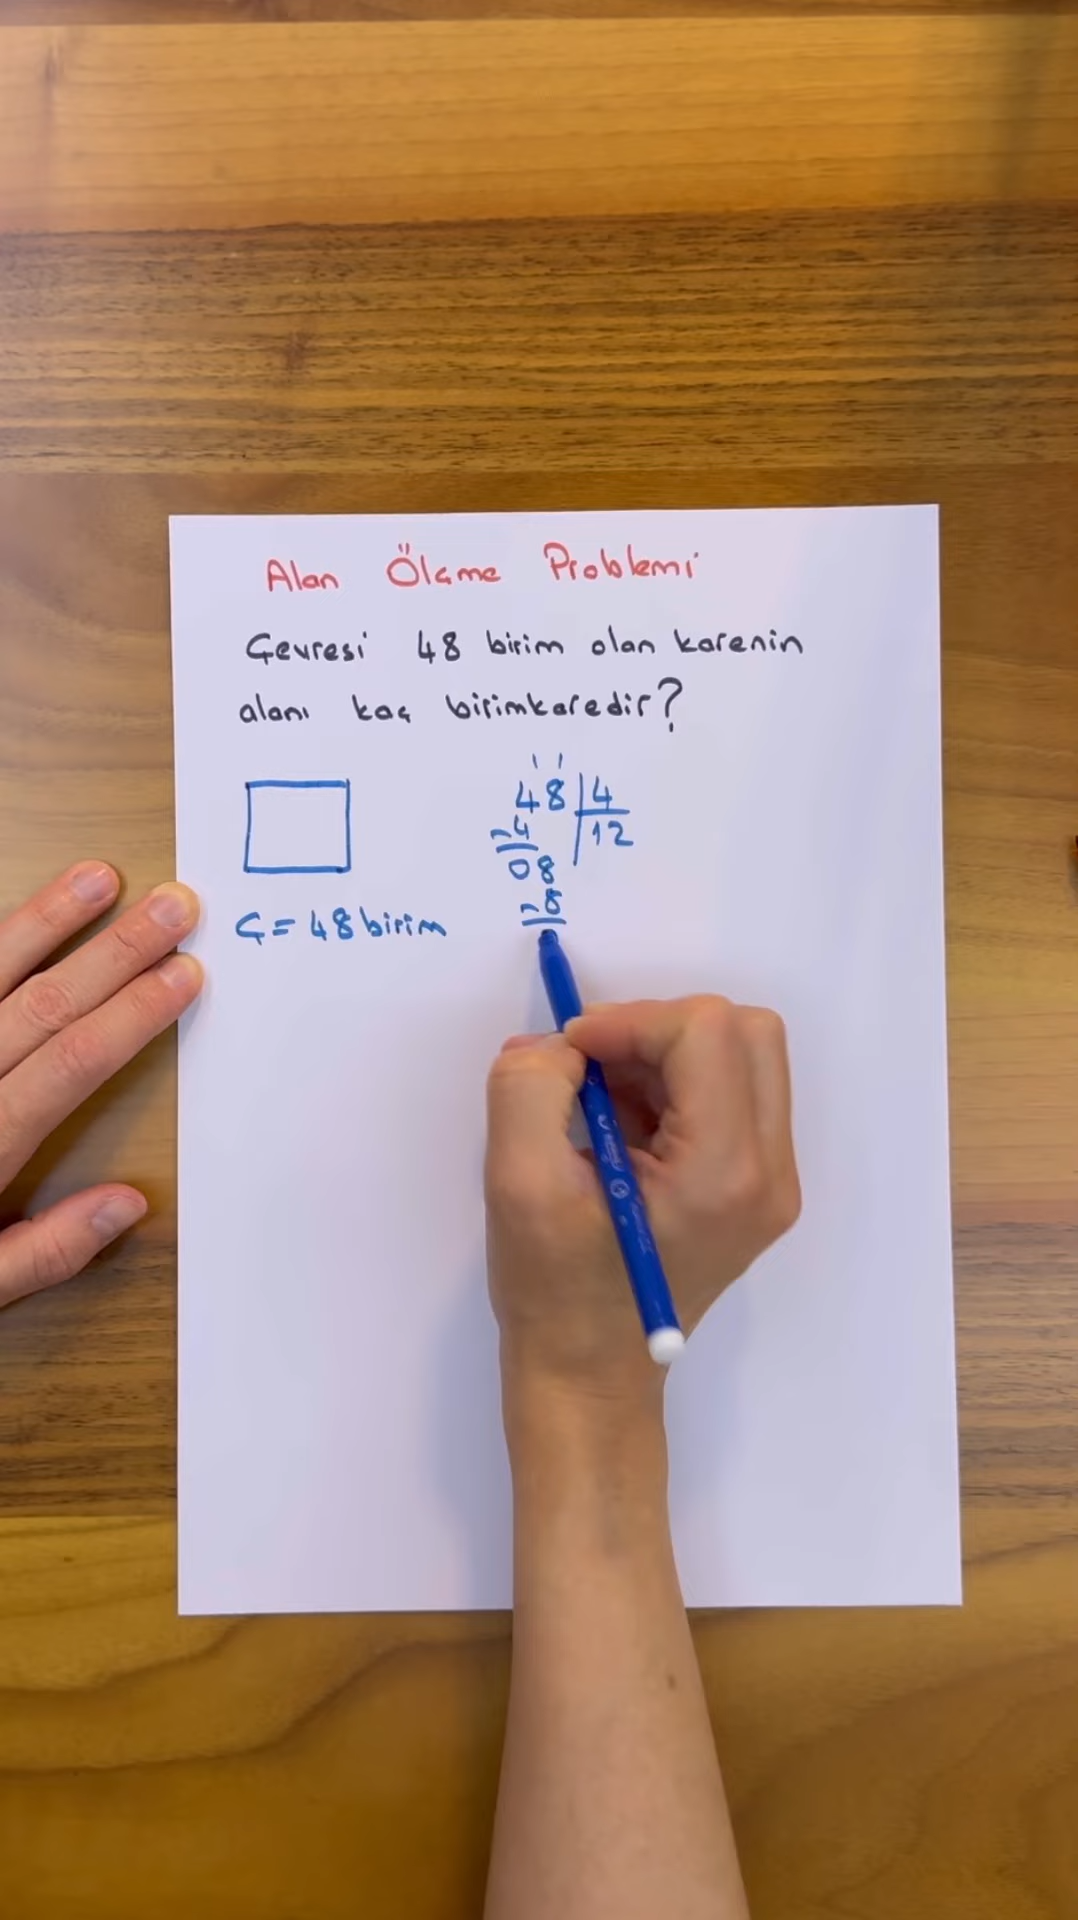 Alan Ölçme Problemi
Çevresi 48 birim olan karenin
alanı kaç birimkaredir?
48 | 4
-4 | 12
08
-8
Ç = 48 birim